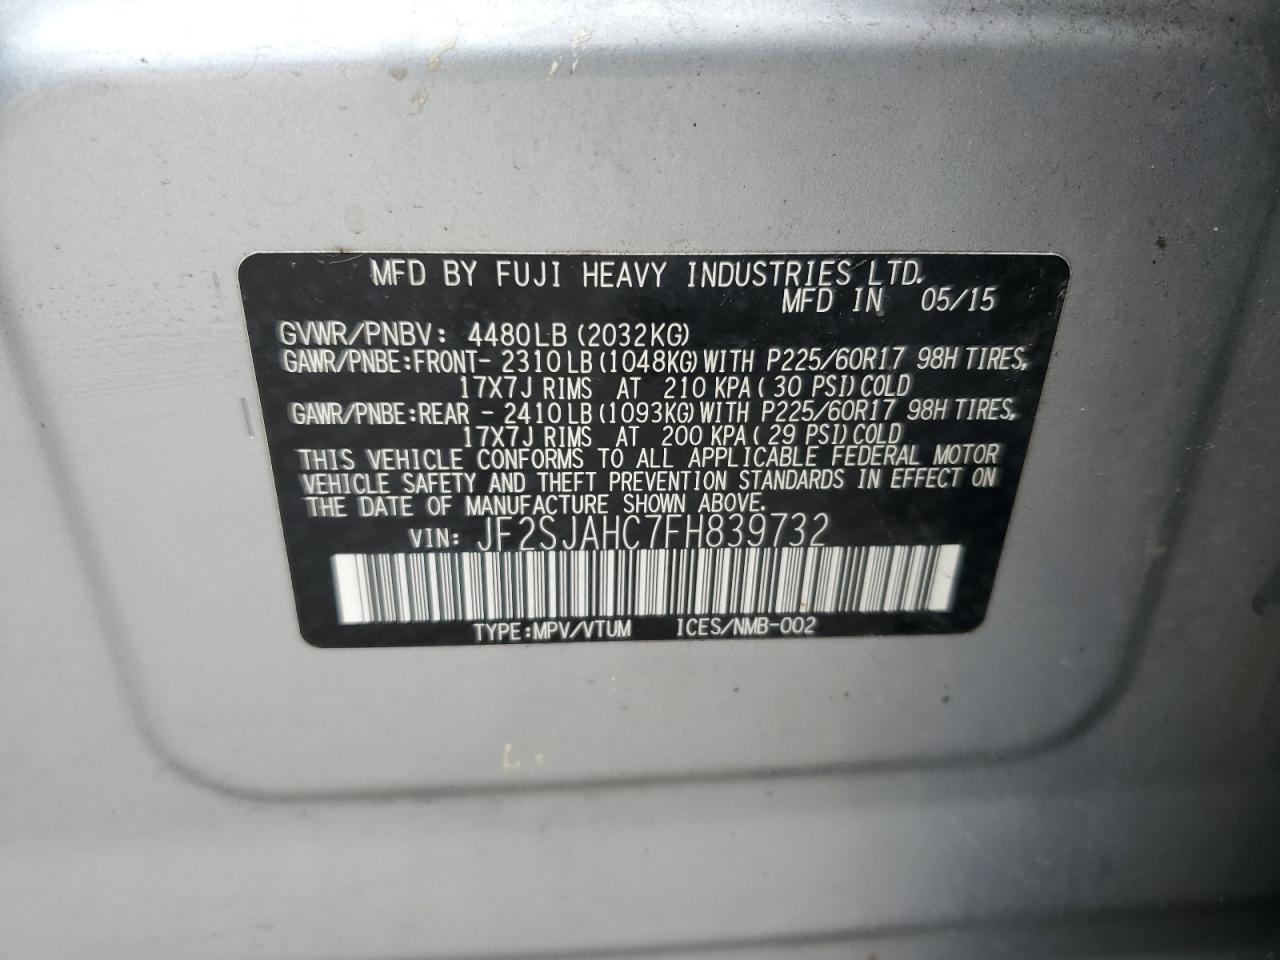 MFD BY FUJI HEAVY INDUSTRIES LTD.
MFD IN 05/15
GVWR/PNBV: 4480LB (2032KG)
GAWR/PNBE:FRONT- 2310LB (1048KG) WITH P225/60R17 98H TIRES,
17X7J RIMS AT 210 KPA ( 30 PSI) COLD
GAWR/PNBE:REAR - 2410LB (1093KG) WITH P225/60R17 98H TIRES,
17X7J RIMS AT 200 KPA ( 29 PSI) COLD
THIS VEHICLE CONFORMS TO ALL APPLICABLE FEDERAL MOTOR
VEHICLE SAFETY AND THEFT PREVENTION STANDARDS IN EFFECT ON
THE DATE OF MANUFACTURE SHOWN ABOVE.
VIN: JF2SJAHC7FH839732
TYPE:MPV/VTUM ICES/NMB-002